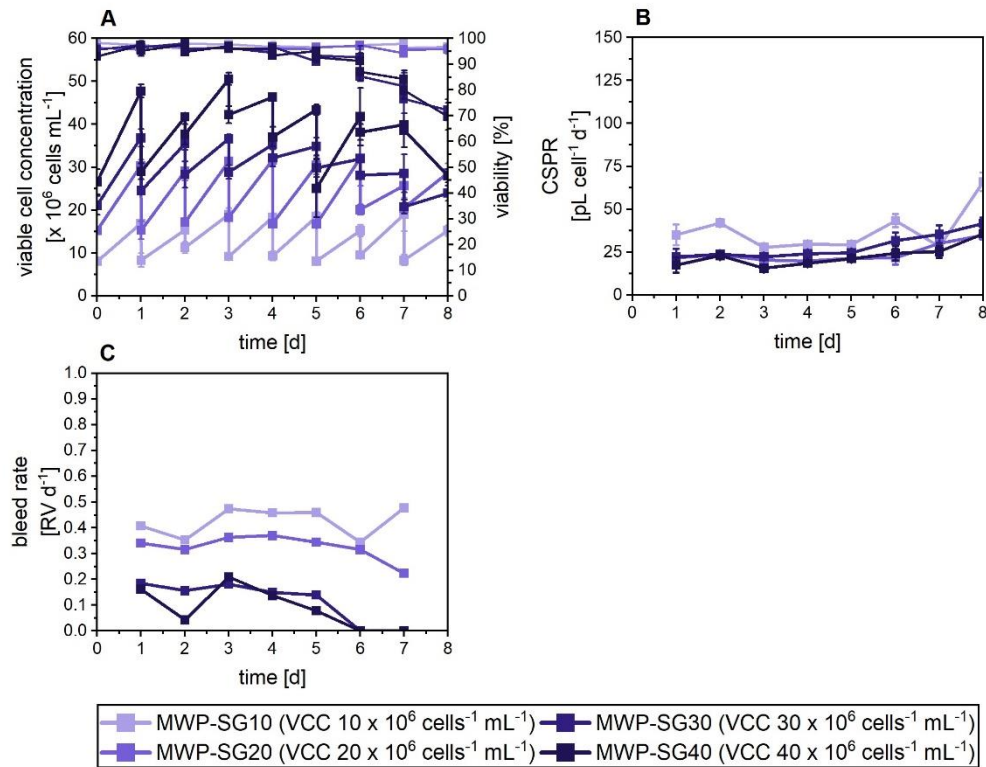 A
viable cell concentration
[x 10⁶ cells mL⁻¹]
60
50
40
30
20
10
0
100
90
80
70
60
50
40
30
20
10
0
viability [%]
0 1 2 3 4 5 6 7 8
time [d]
B
CSPR
[pL cell⁻¹ d⁻¹]
150
125
100
75
50
25
0
0 1 2 3 4 5 6 7 8
time [d]
C
bleed rate
[RV d⁻¹]
1.0
0.9
0.8
0.7
0.6
0.5
0.4
0.3
0.2
0.1
0.0
0 1 2 3 4 5 6 7 8
time [d]
MWP-SG10 (VCC 10 x 10⁶ cells⁻¹ mL⁻¹) MWP-SG30 (VCC 30 x 10⁶ cells⁻¹ mL⁻¹)
MWP-SG20 (VCC 20 x 10⁶ cells⁻¹ mL⁻¹) MWP-SG40 (VCC 40 x 10⁶ cells⁻¹ mL⁻¹)